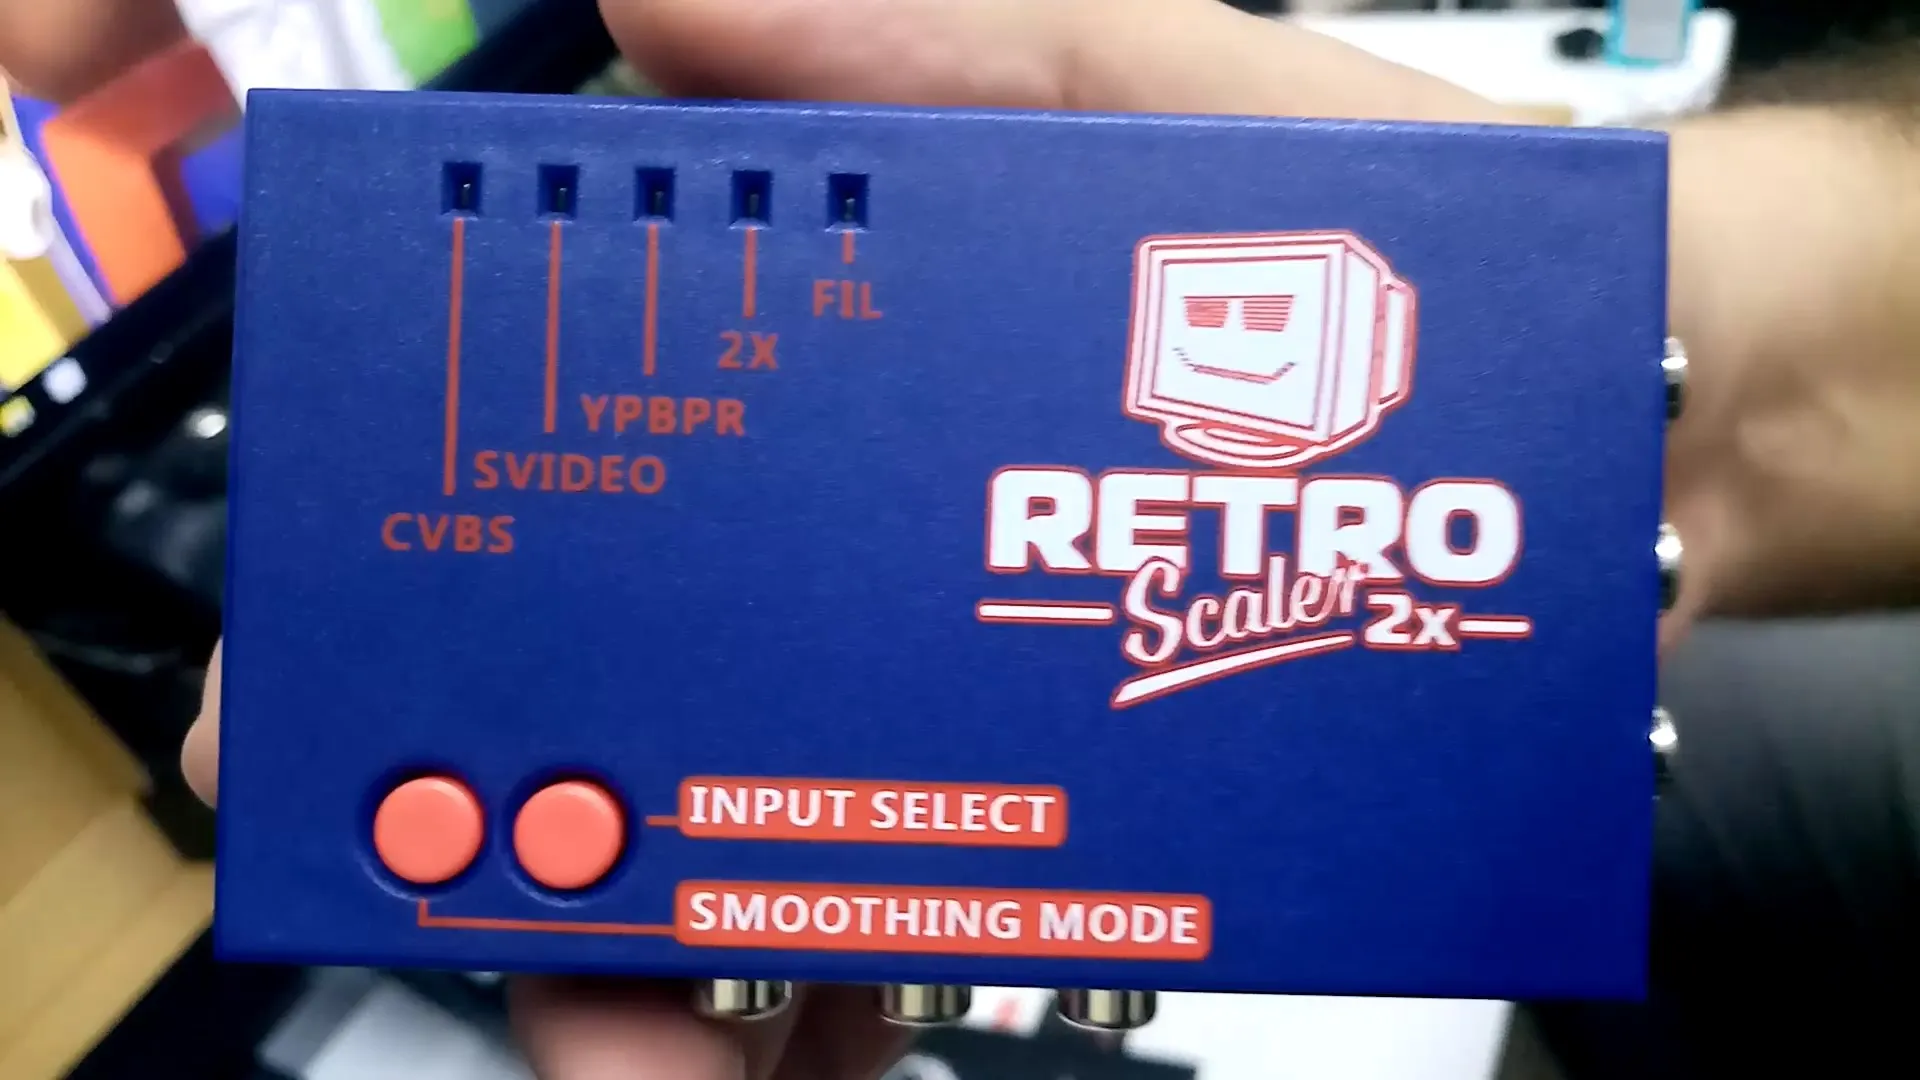 FIL
2X
YPBPR
SVIDEO
CVBS
RETRO
Scaler 2x
INPUT SELECT
SMOOTHING MODE